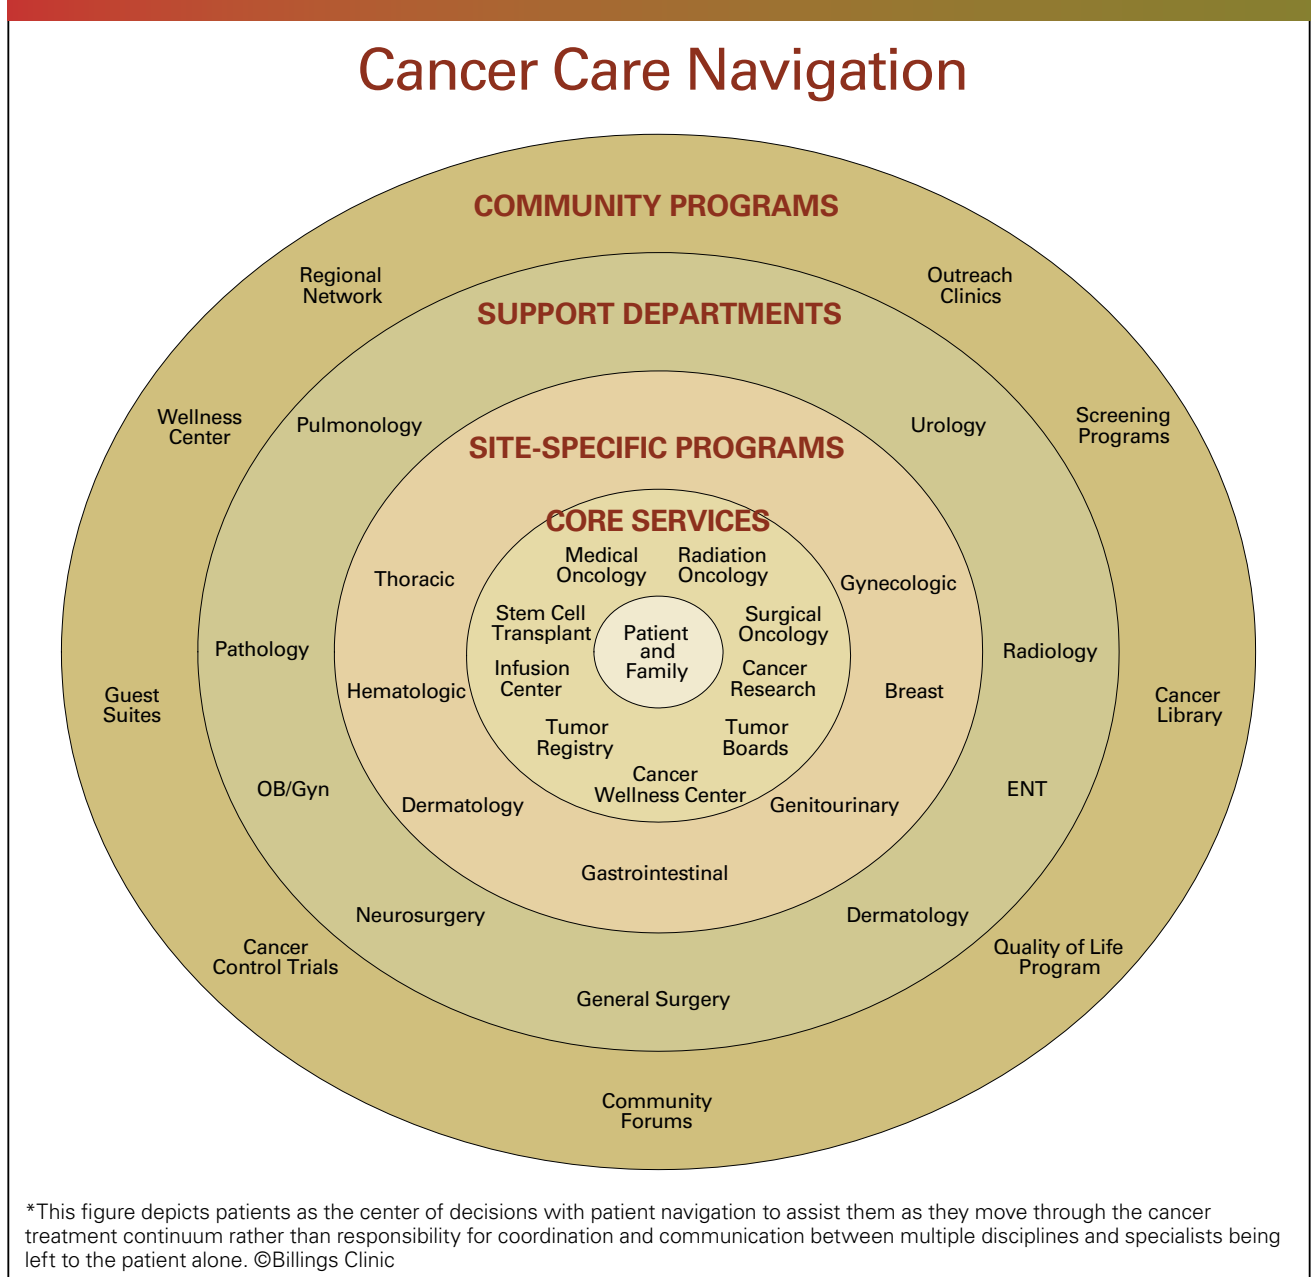 Cancer Care Navigation
COMMUNITY PROGRAMS
Regional
Network
Outreach
Clinics
SUPPORT DEPARTMENTS
Wellness
Center
Pulmonology
Urology
Screening
Programs
SITE-SPECIFIC PROGRAMS
CORE SERVICES
Medical
Oncology
Radiation
Oncology
Thoracic
Gynecologic
Stem Cell
Transplant
Patient
and
Family
Surgical
Oncology
Pathology
Radiology
Infusion
Center
Cancer
Research
Hematologic
Breast
Guest
Suites
Cancer
Library
Tumor
Registry
Tumor
Boards
OB/Gyn
Cancer
Wellness Center
ENT
Dermatology
Genitourinary
Gastrointestinal
Neurosurgery
Dermatology
Cancer
Control Trials
Quality of Life
Program
General Surgery
Community
Forums
*This figure depicts patients as the center of decisions with patient navigation to assist them as they move through the cancer
treatment continuum rather than responsibility for coordination and communication between multiple disciplines and specialists being
left to the patient alone. ©Billings Clinic